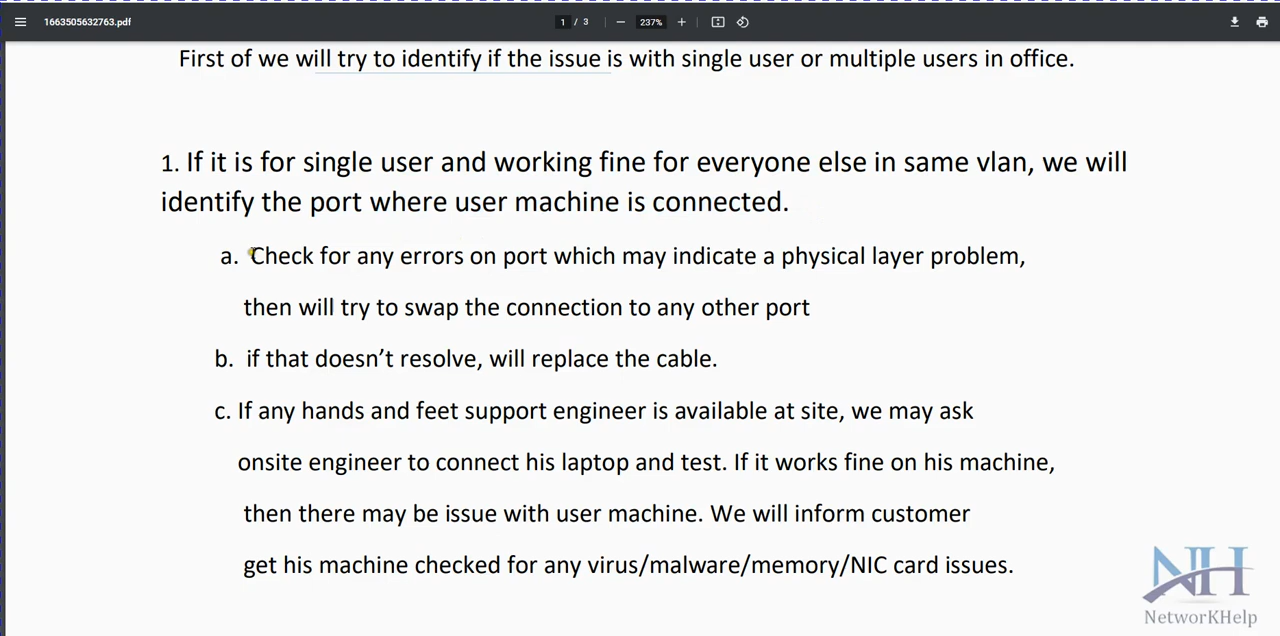 1663505632763.pdf
1 / 3
237%
First of we will try to identify if the issue is with single user or multiple users in office.
1. If it is for single user and working fine for everyone else in same vlan, we will
identify the port where user machine is connected.
a. Check for any errors on port which may indicate a physical layer problem,
then will try to swap the connection to any other port
b. if that doesn’t resolve, will replace the cable.
c. If any hands and feet support engineer is available at site, we may ask
onsite engineer to connect his laptop and test. If it works fine on his machine,
then there may be issue with user machine. We will inform customer
get his machine checked for any virus/malware/memory/NIC card issues.
NH
NetworKHelp